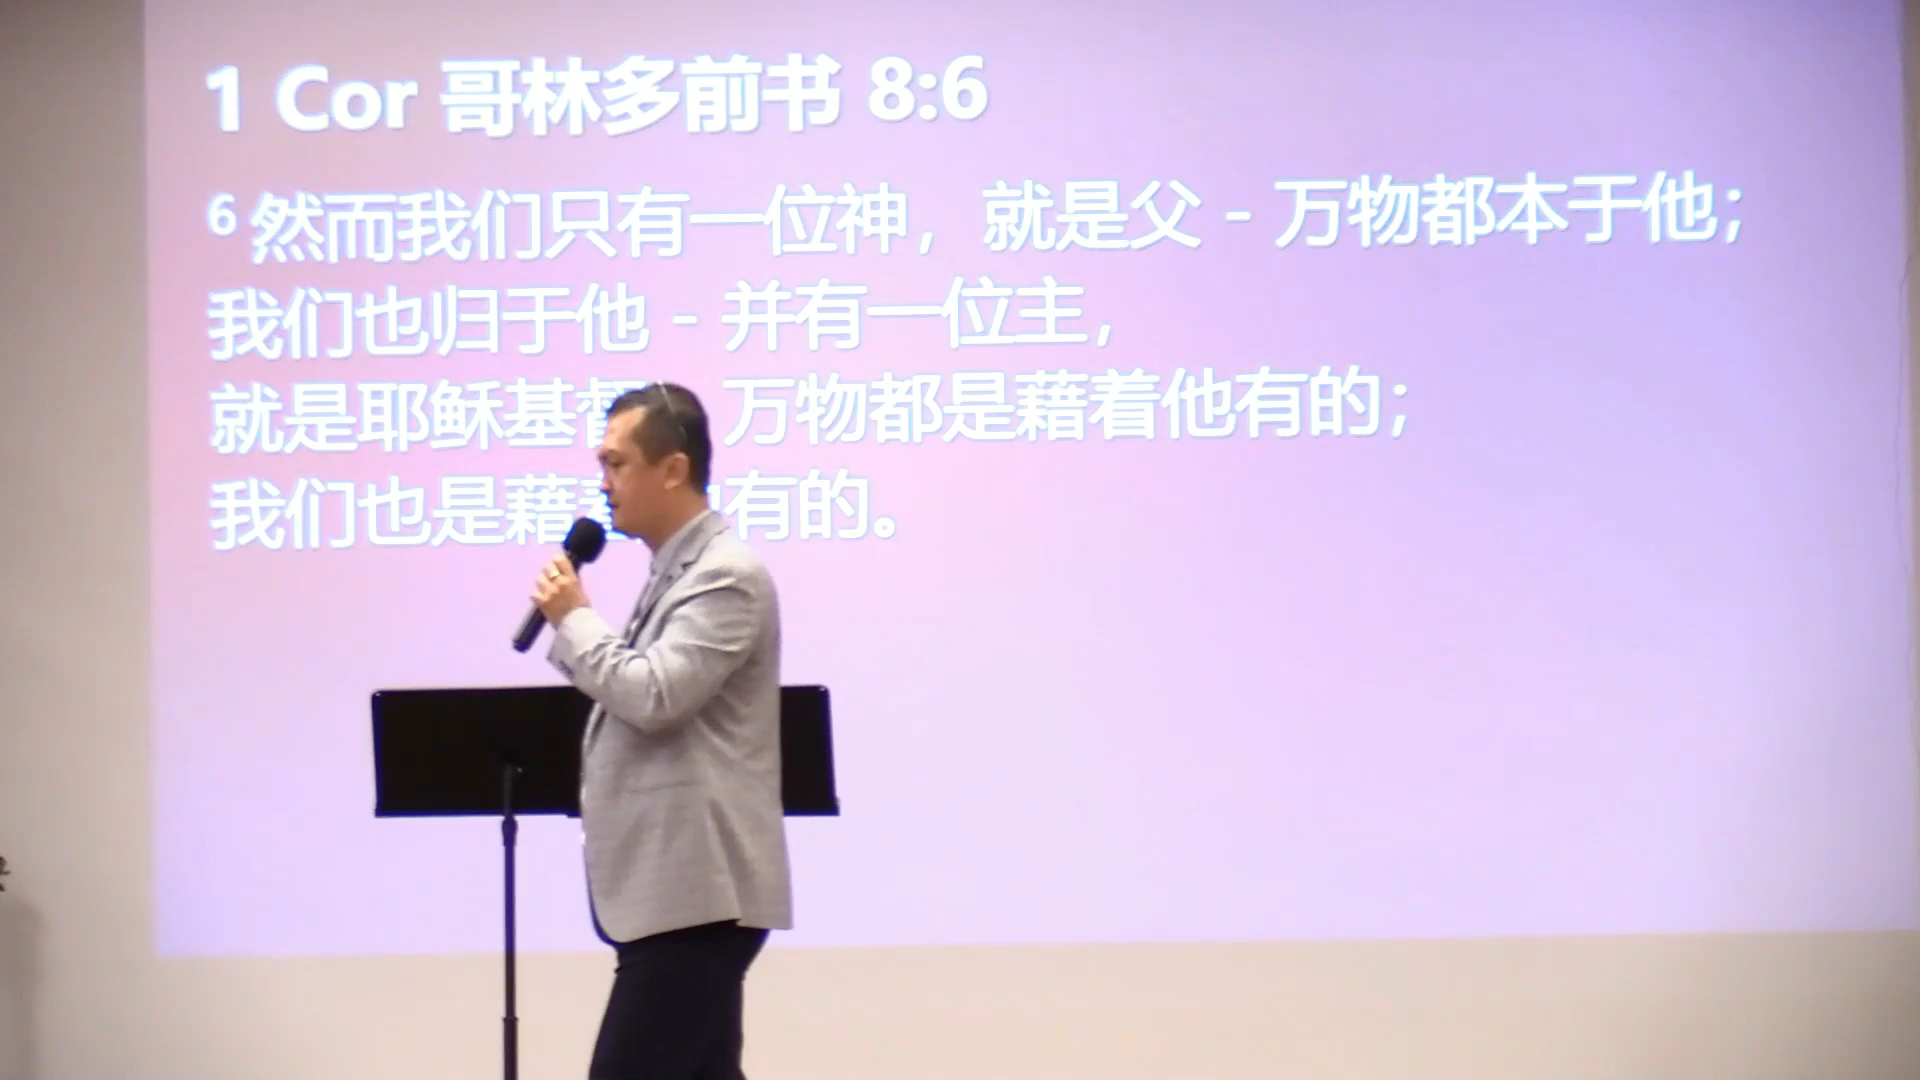 1 Cor 哥林多前书 8:6
6 然而我们只有一位神，就是父 - 万物都本于他；
我们也归于他 - 并有一位主，
就是耶稣基督 万物都是藉着他有的；
我们也是藉着 有的。